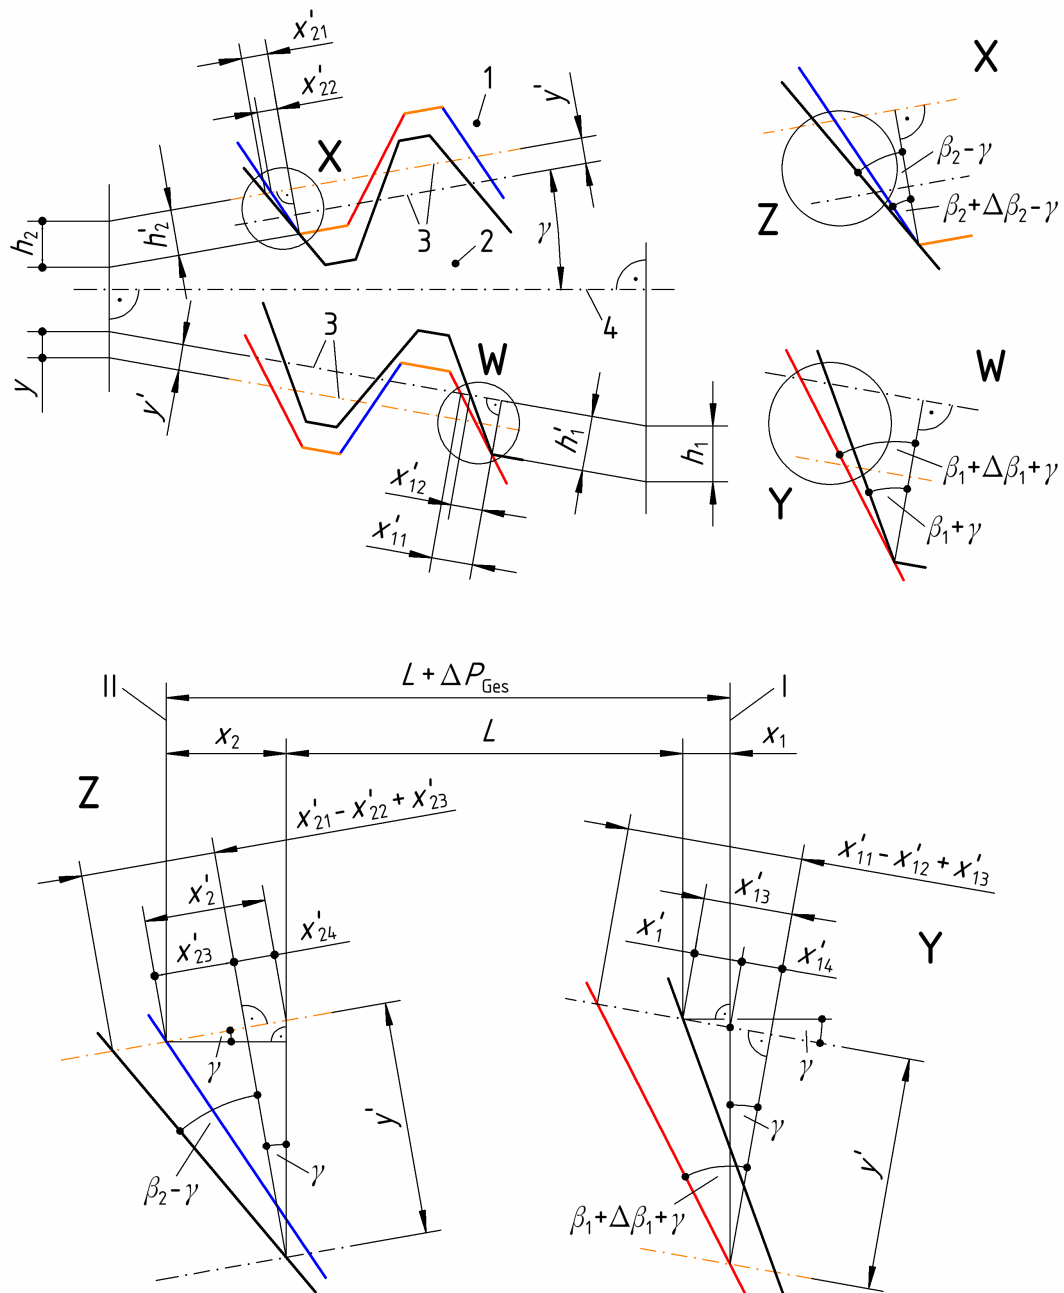 x'₂₁
x'₂₂
1
y'
X
X
β₂−γ
β₂+Δβ₂−γ
Z
h₂
h'₂
3
2
γ
4
3
W
W
y
y'
h'₁
h₁
x'₁₂
x'₁₁
β₁+Δβ₁+γ
Y
β₁+γ
L+ΔP_Ges
II
I
x₂
L
x₁
Z
x'₂₁−x'₂₂+x'₂₃
x'₁₁−x'₁₂+x'₁₃
x'₂
x'₁₃
x'₂₃
x'₂₄
x'₁
x'₁₄
Y
γ
γ
y'
γ
γ
y'
β₂−γ
β₁+Δβ₁+γ